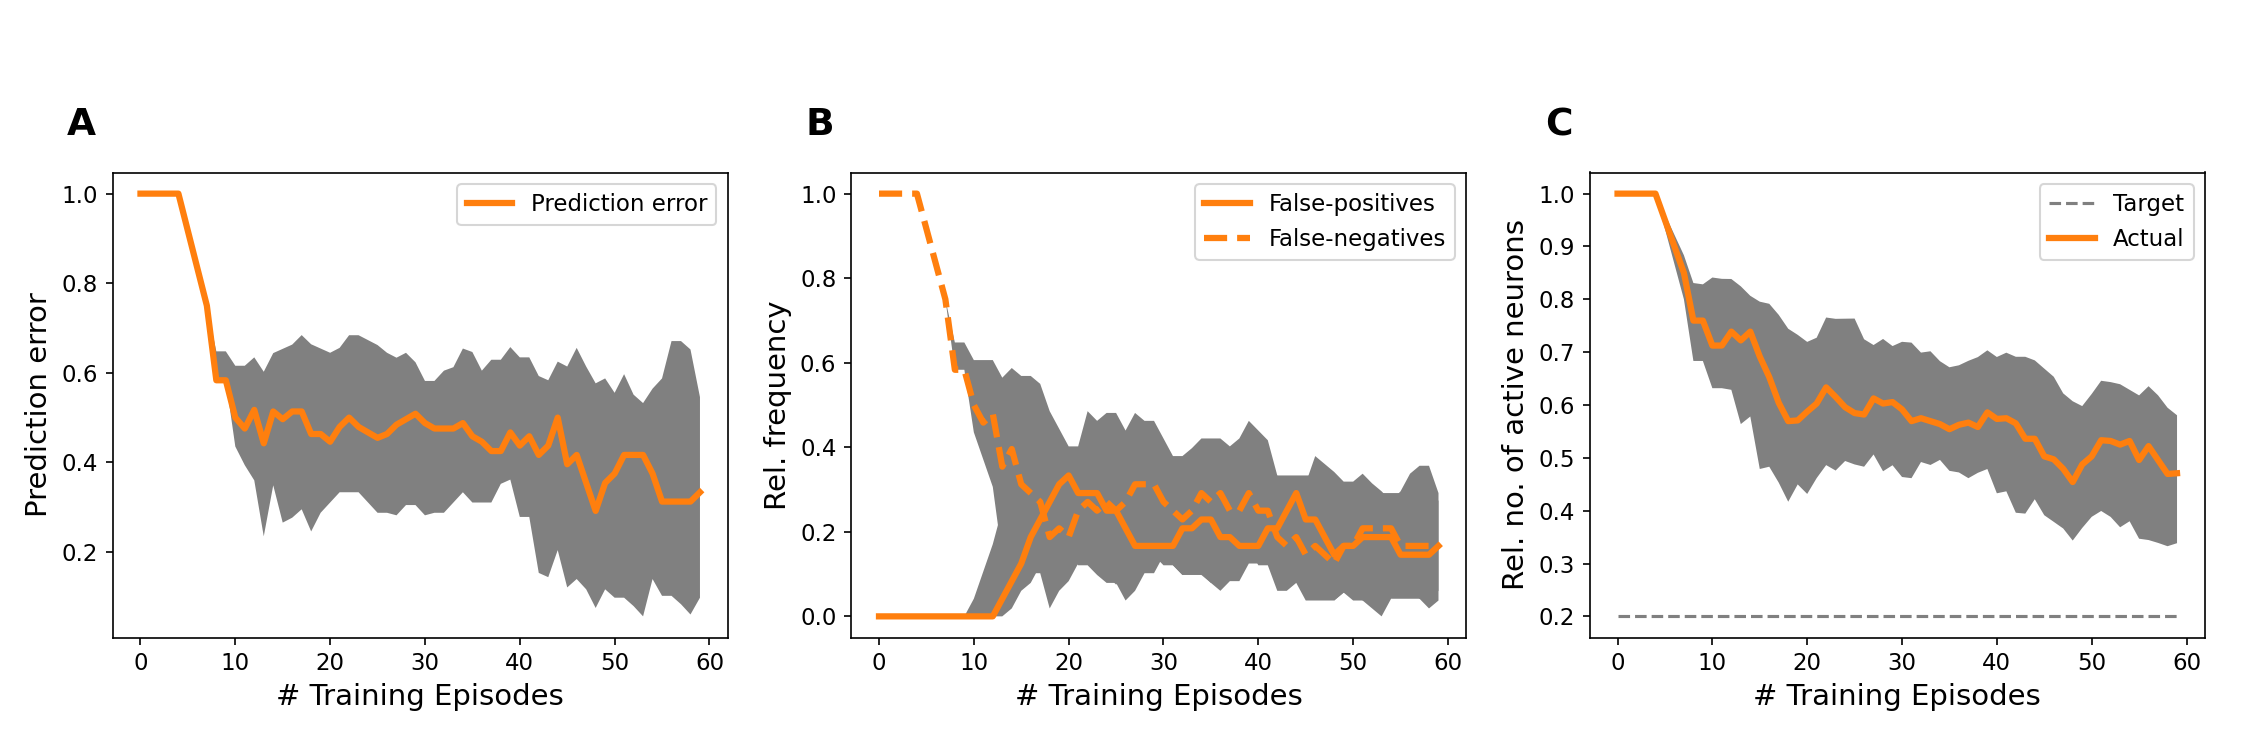 A
Prediction error
1.0
0.8
0.6
0.4
0.2
0 10 20 30 40 50 60
# Training Episodes
Prediction error
B
False-positives
False-negatives
1.0
0.8
0.6
0.4
0.2
0.0
Rel. frequency
0 10 20 30 40 50 60
# Training Episodes
C
Target
Actual
1.0
0.9
0.8
0.7
0.6
0.5
0.4
0.3
0.2
Rel. no. of active neurons
0 10 20 30 40 50 60
# Training Episodes